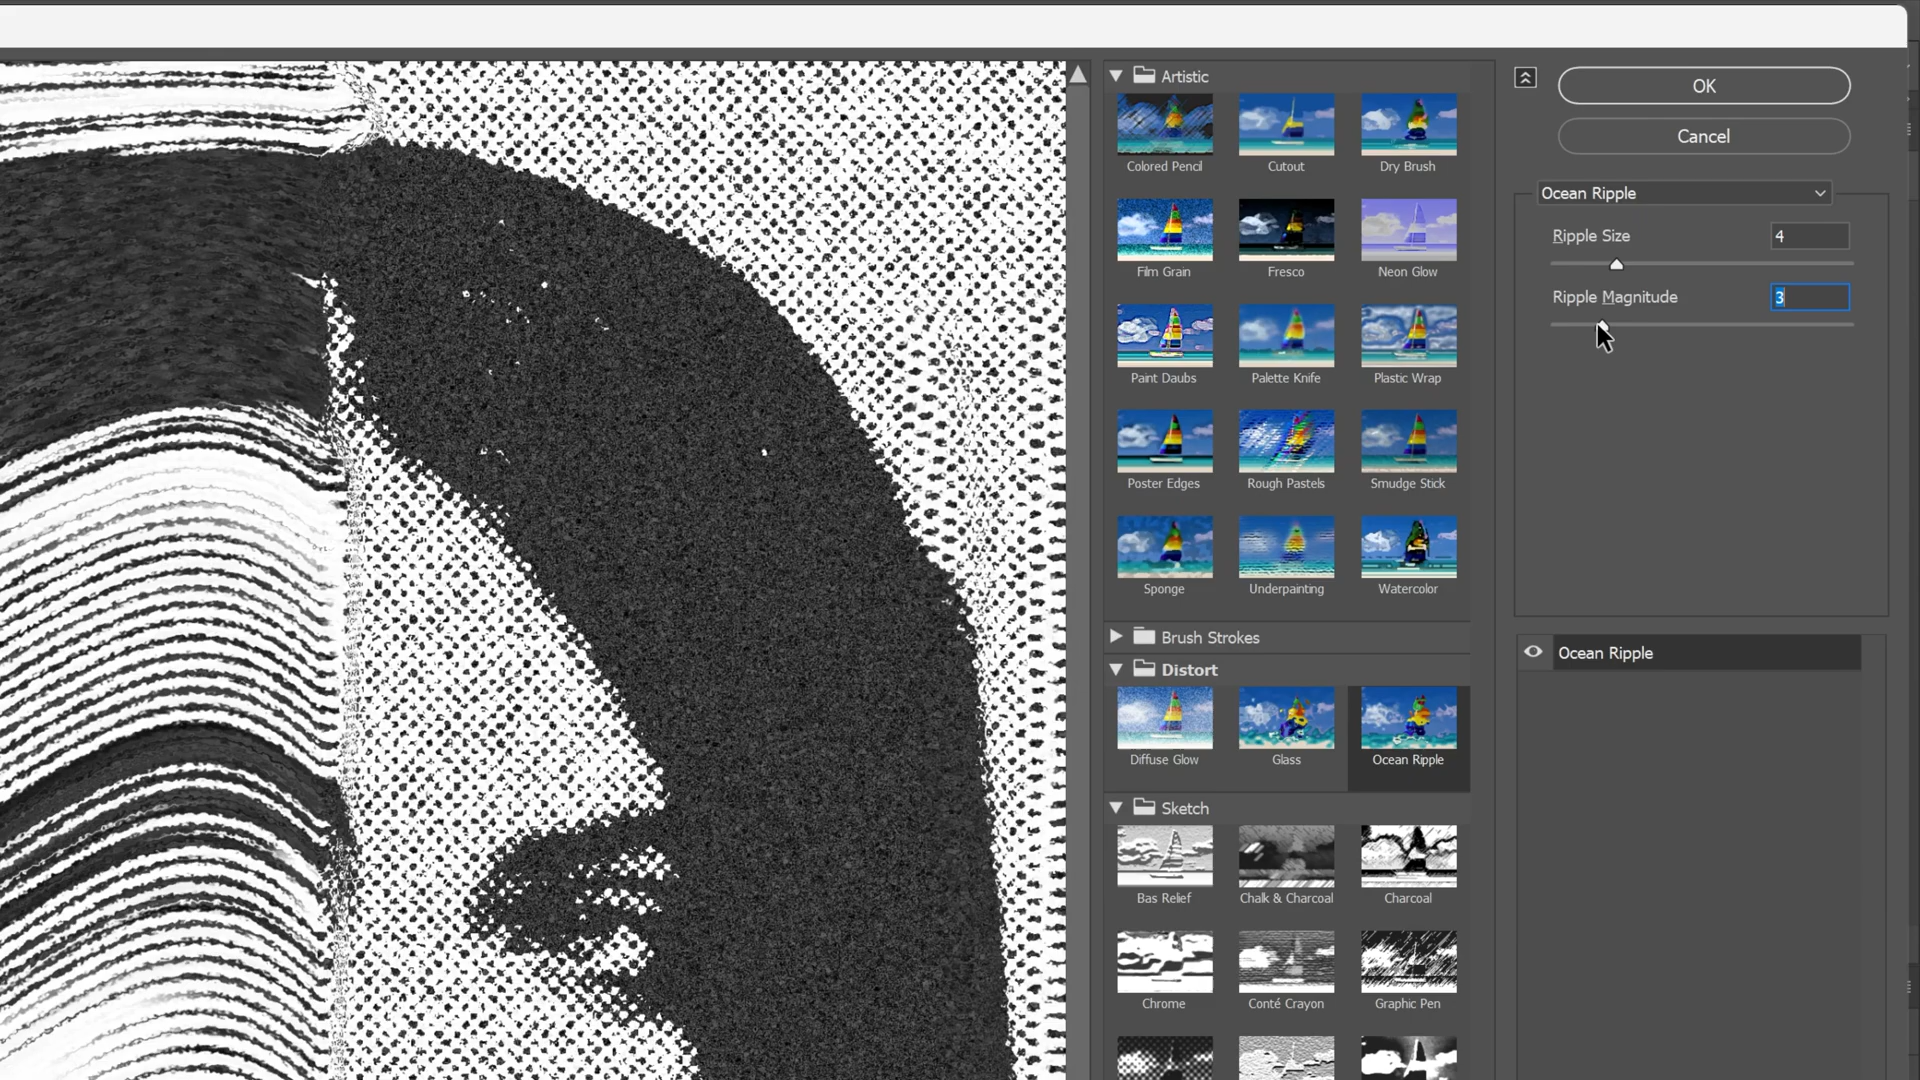 Artistic
Colored Pencil
Cutout
Dry Brush
Film Grain
Fresco
Neon Glow
Paint Daubs
Palette Knife
Plastic Wrap
Poster Edges
Rough Pastels
Smudge Stick
Sponge
Underpainting
Watercolor
Brush Strokes
Distort
Diffuse Glow
Glass
Ocean Ripple
Sketch
Bas Relief
Chalk & Charcoal
Charcoal
Chrome
Conté Crayon
Graphic Pen
OK
Cancel
Ocean Ripple
Ripple Size 4
Ripple Magnitude 3
Ocean Ripple